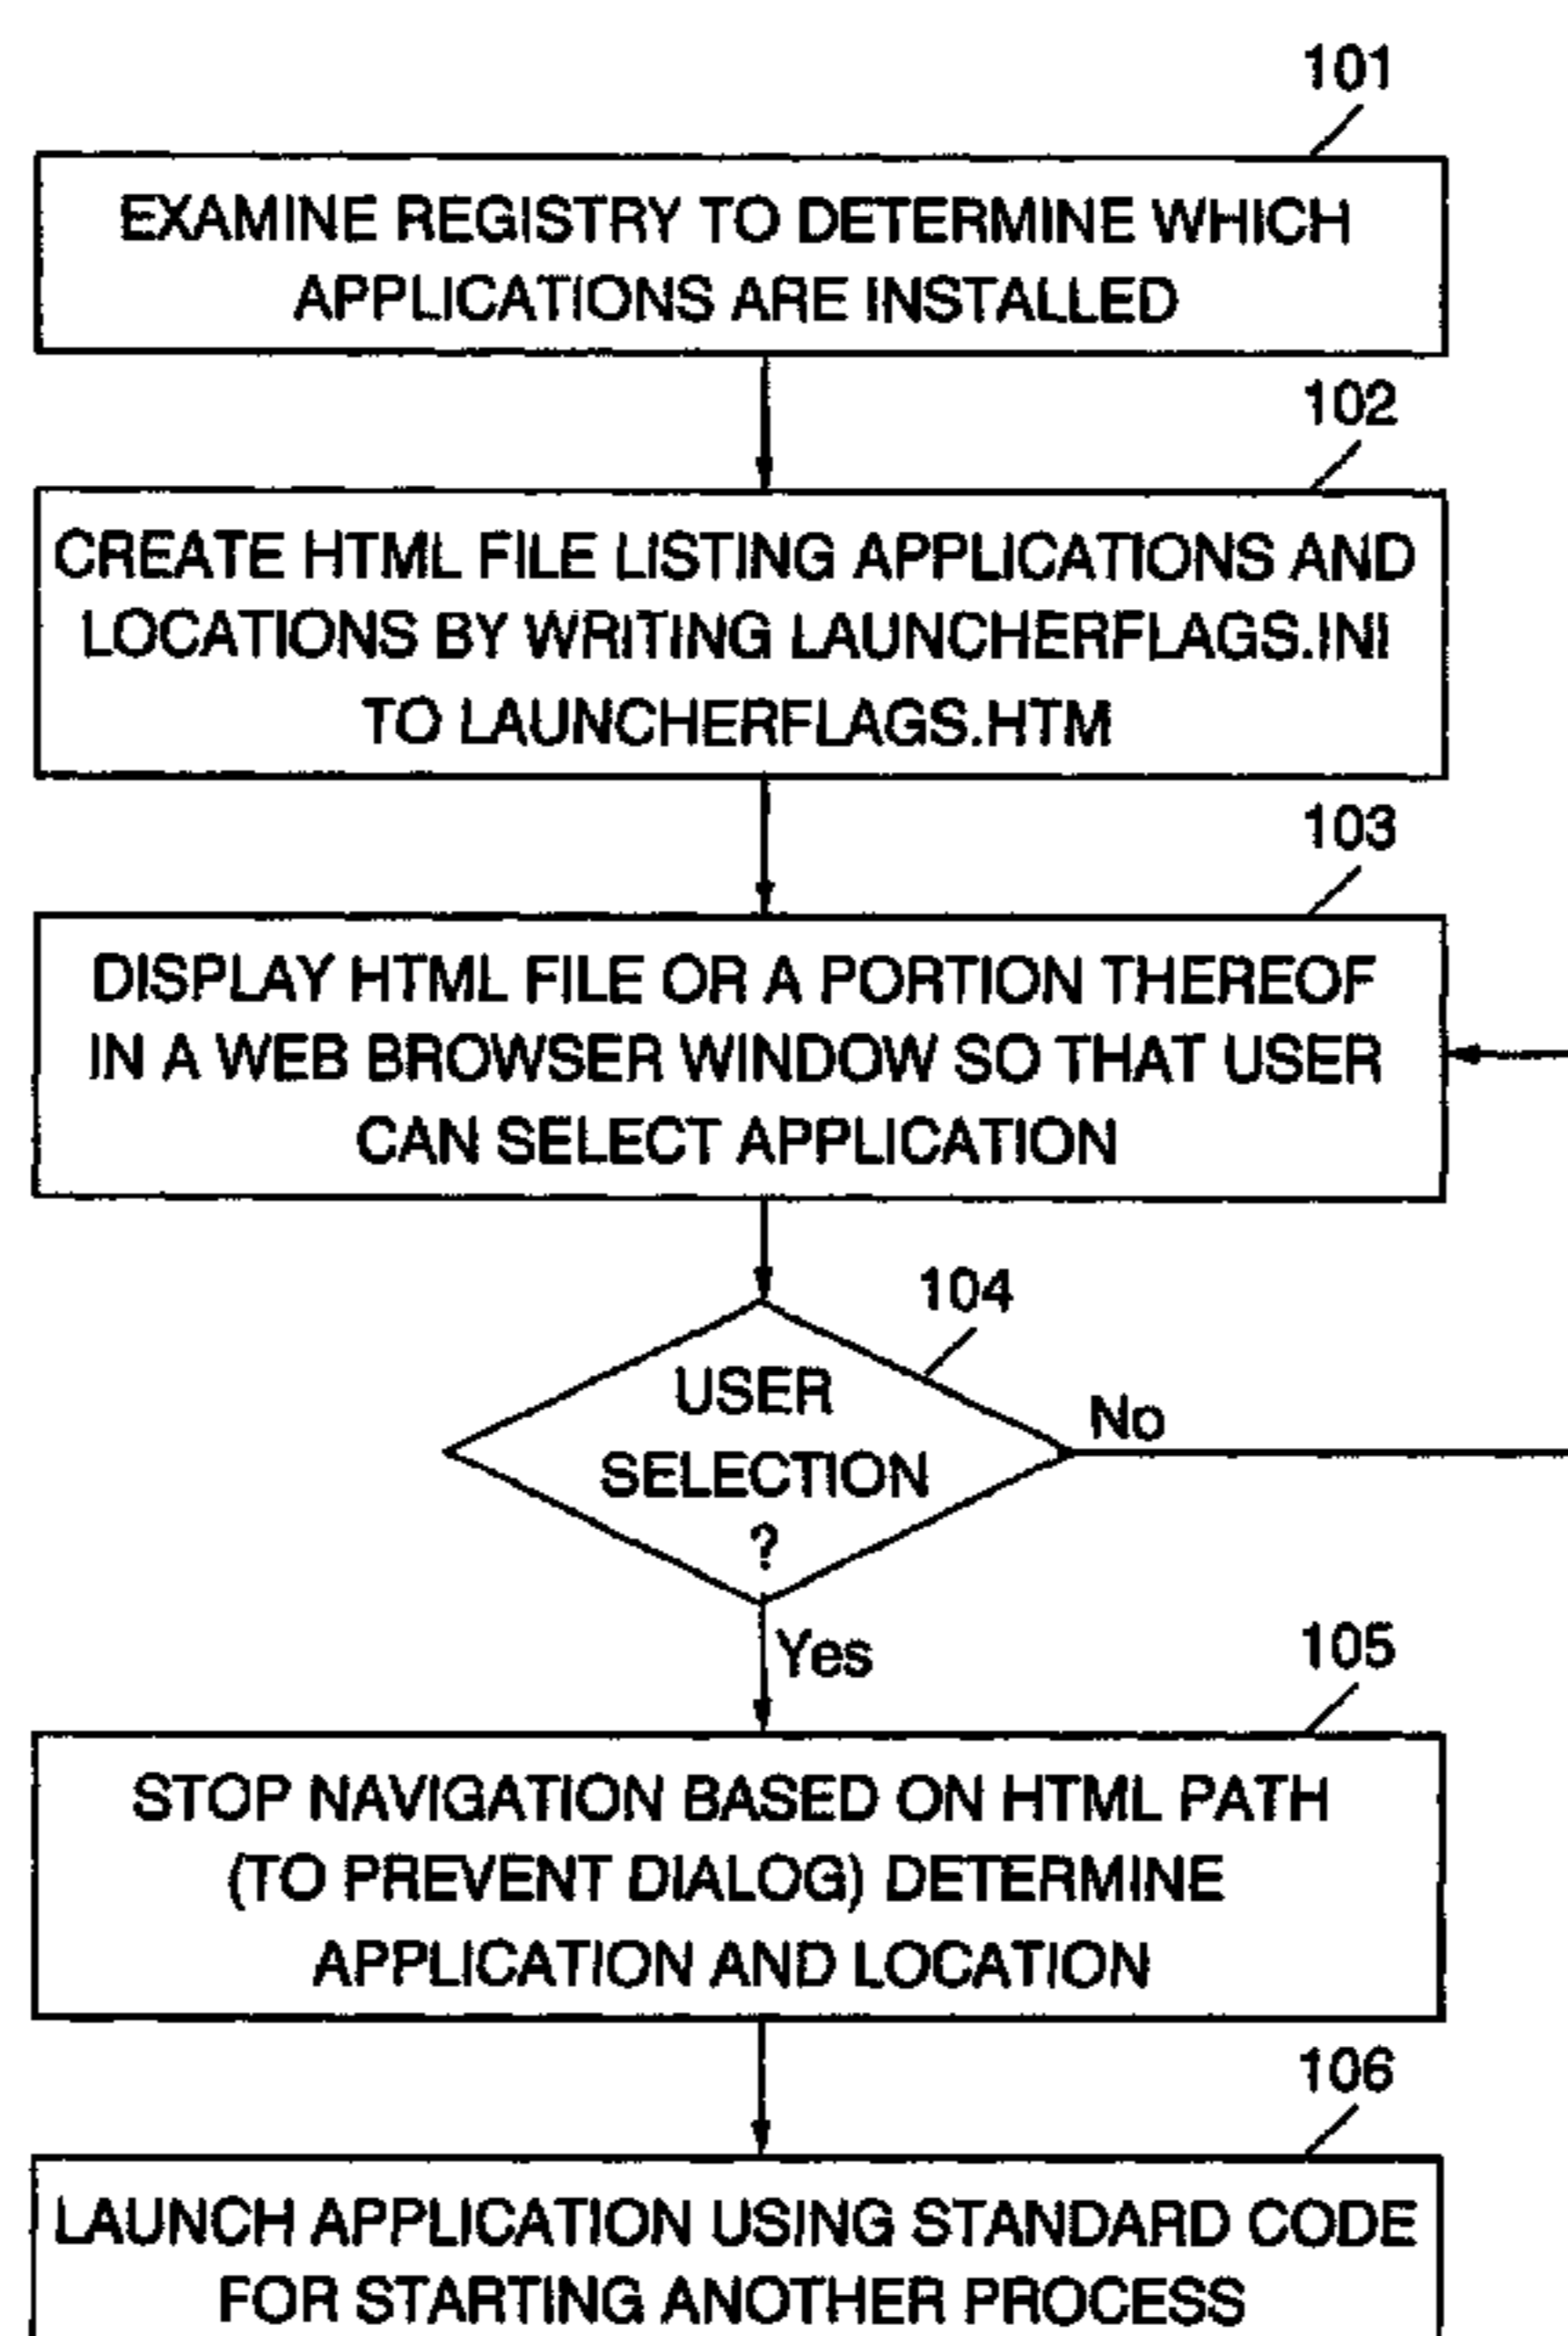 101
EXAMINE REGISTRY TO DETERMINE WHICH
APPLICATIONS ARE INSTALLED
102
CREATE HTML FILE LISTING APPLICATIONS AND
LOCATIONS BY WRITING LAUNCHERFLAGS.INI
TO LAUNCHERFLAGS.HTM
103
DISPLAY HTML FILE OR A PORTION THEREOF
IN A WEB BROWSER WINDOW SO THAT USER
CAN SELECT APPLICATION
104
USER
SELECTION
?
No
Yes
105
STOP NAVIGATION BASED ON HTML PATH
(TO PREVENT DIALOG) DETERMINE
APPLICATION AND LOCATION
106
LAUNCH APPLICATION USING STANDARD CODE
FOR STARTING ANOTHER PROCESS